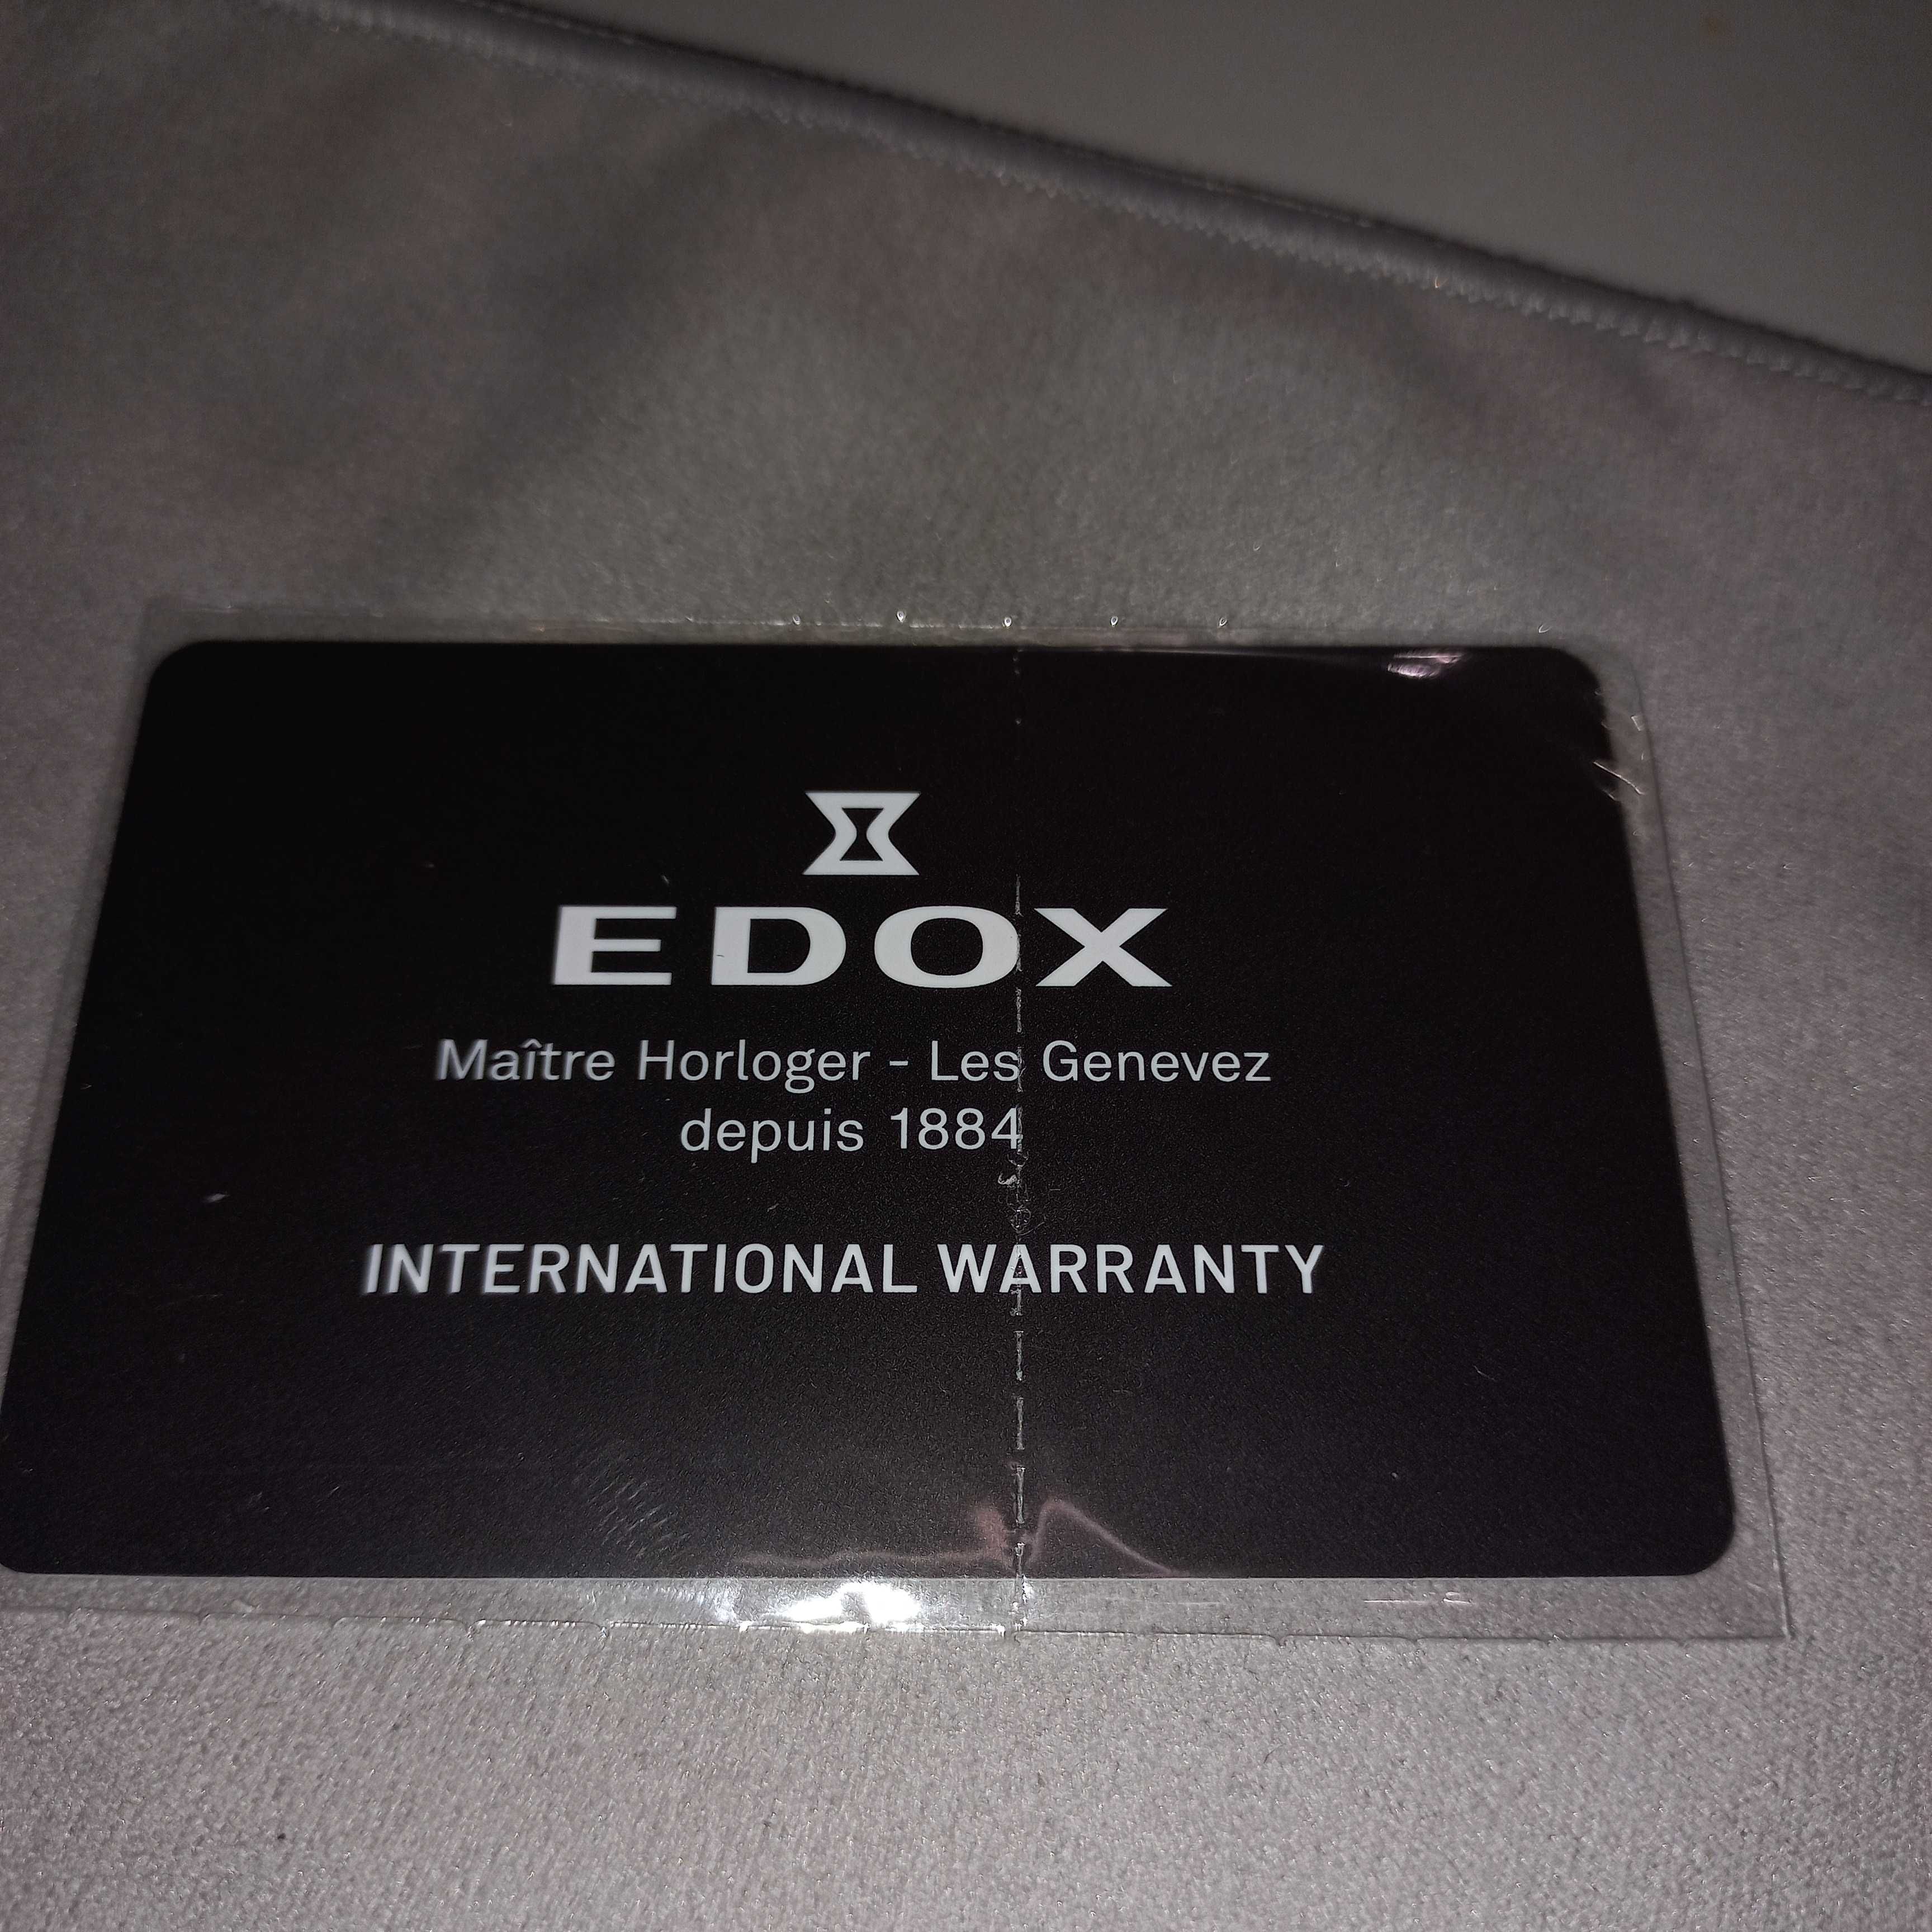 EDOX
Maître Horloger - Les Genevez
depuis 1884
INTERNATIONAL WARRANTY